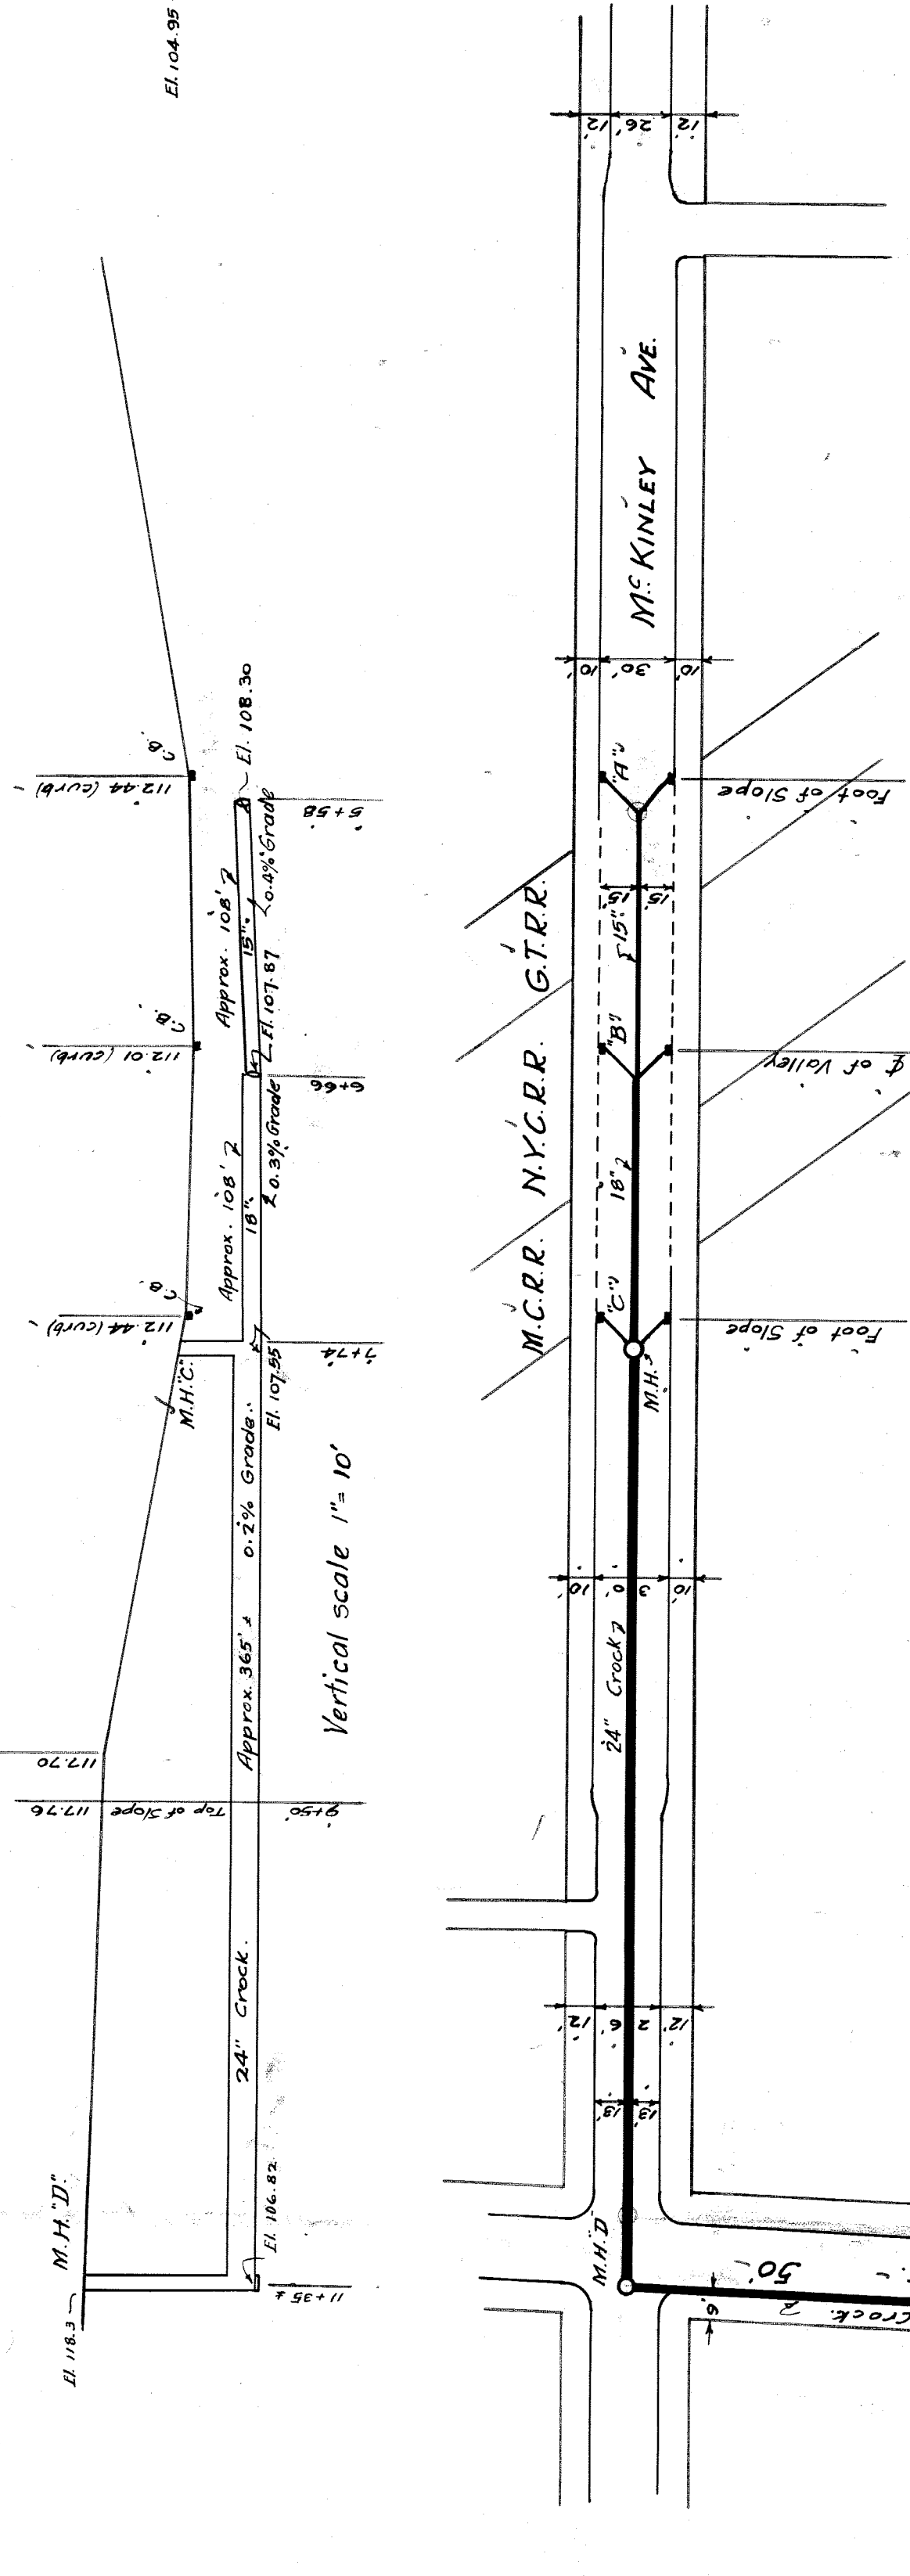 El. 104.95
M.H. "D".
El. 118.3
El. 106.82
11+35 ±
24" Crock.
117.76 Top of Slope
9+50
117.70
Approx. 365' ± 0.2% Grade.
Vertical scale 1" = 10'
M.H. "C".
112.44 (curb)
C.B.
El. 107.55
7+74
Approx. 108'
18"
0.3% Grade
112.01 (curb)
C.B.
6+66
El. 107.87
Approx. 108'
15"
0.4% Grade
112.44 (curb)
C.B.
El. 108.30
5+58
M.C.R.R. N.Y.C.R.R. G.T.R.R.
McKINLEY AVE.
12' 26' 12'
10' 30' 10'
"A"
Foot of Slope
15' 15'
15"
"B"
℄ of Valley
18"
"C"
M.H.
Foot of Slope
10' 30' 10'
24" Crock
12' 26' 12'
13' 13'
M.H. D
50'
6'
Crock.